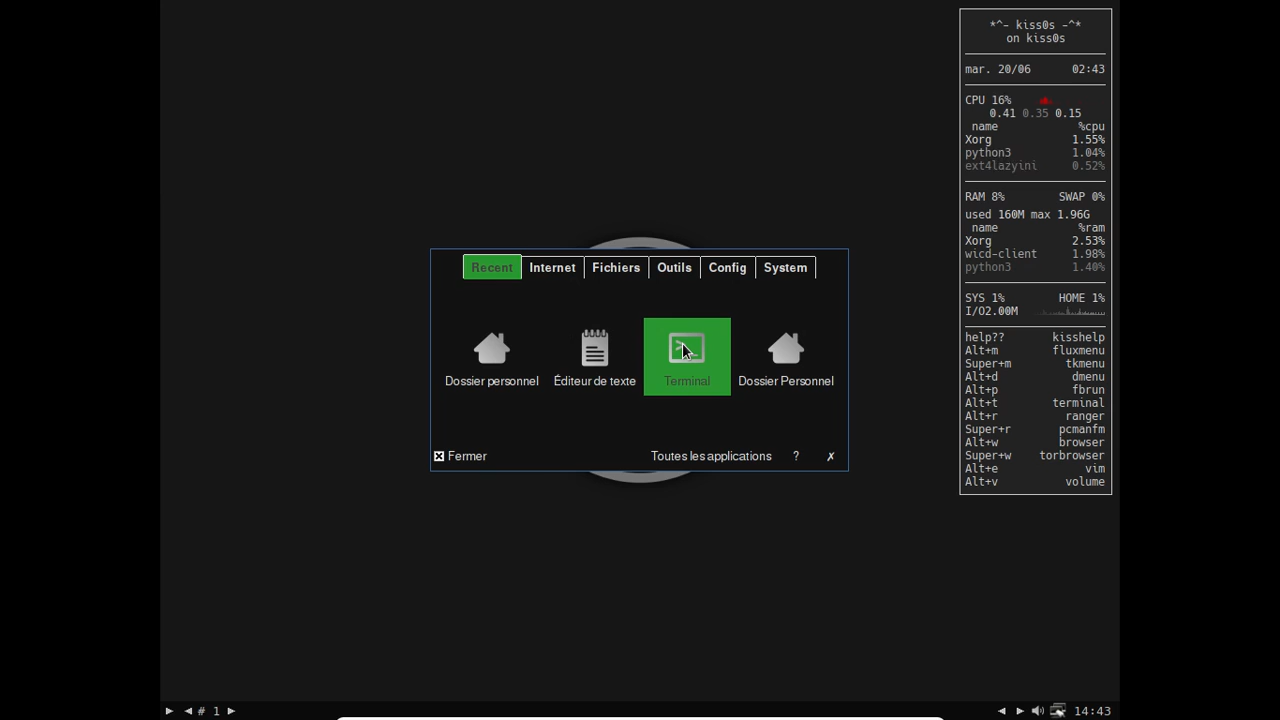 *^- kiss0s -^*
on kiss0s
mar. 20/06 02:43
CPU 16%
0.41 0.35 0.15
name %cpu
Xorg 1.55%
python3 1.04%
ext4lazyini 0.52%
RAM 8% SWAP 0%
used 160M max 1.96G
name %ram
Xorg 2.53%
wicd-client 1.98%
python3 1.40%
SYS 1% HOME 1%
I/O2.00M
help?? kisshelp
Alt+m fluxmenu
Super+m tkmenu
Alt+d dmenu
Alt+p fbrun
Alt+t terminal
Alt+r ranger
Super+r pcmanfm
Alt+w browser
Super+w torbrowser
Alt+e vim
Alt+v volume
Recent Internet Fichiers Outils Config System
Dossier personnel Éditeur de texte Terminal Dossier Personnel
Fermer Toutes les applications ? ✗
# 1 14:43